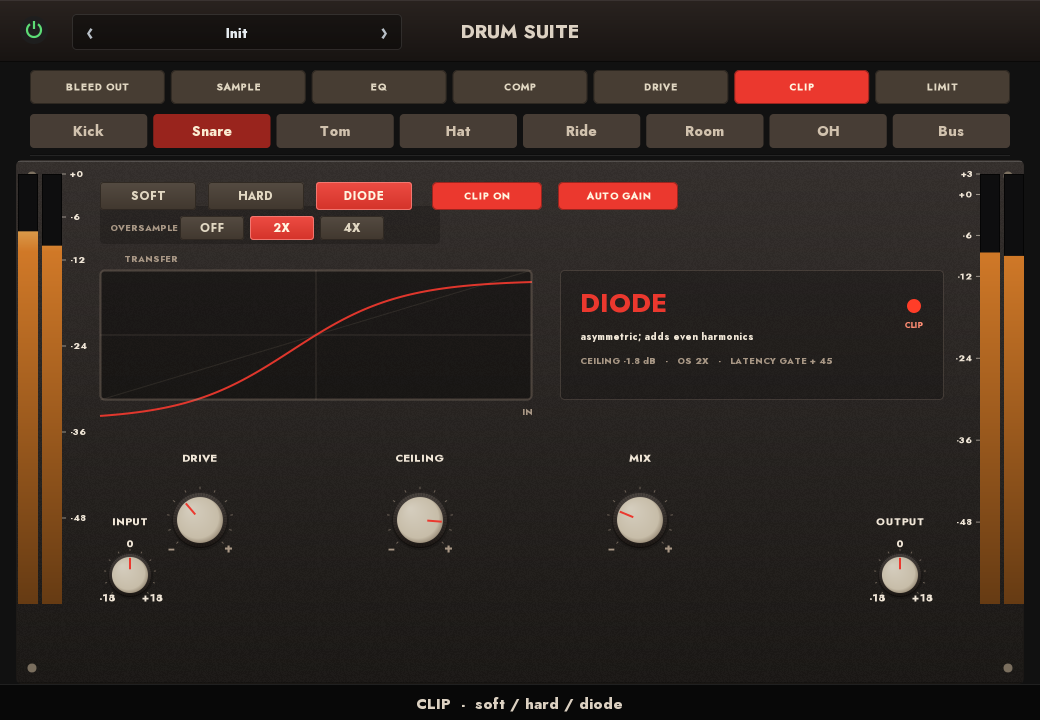 ‹ Init › DRUM SUITE
BLEED OUT SAMPLE EQ COMP DRIVE CLIP LIMIT
Kick Snare Tom Hat Ride Room OH Bus
+0 +3
SOFT HARD DIODE CLIP ON AUTO GAIN
+0
-6
OVERSAMPLE OFF 2X 4X
-6
-12 TRANSFER
-12
DIODE
CLIP
asymmetric; adds even harmonics
-24
CEILING -1.8 dB · OS 2X · LATENCY GATE + 45
-24
IN
-36
-36
DRIVE CEILING MIX
-48
INPUT OUTPUT
-48
0 0
- + - + - +
-18 +18 -18 +18
CLIP - soft / hard / diode